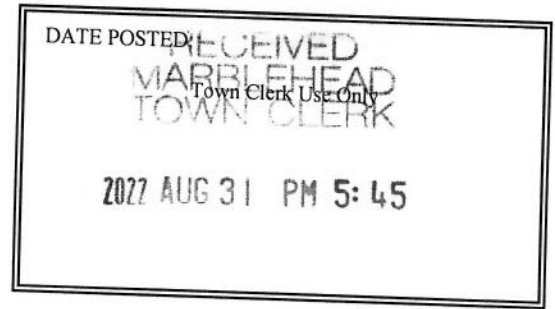 DATE POSTED:
RECEIVED
MARBLEHEAD
Town Clerk Use Only
TOWN CLERK
2022 AUG 31 PM 5:45